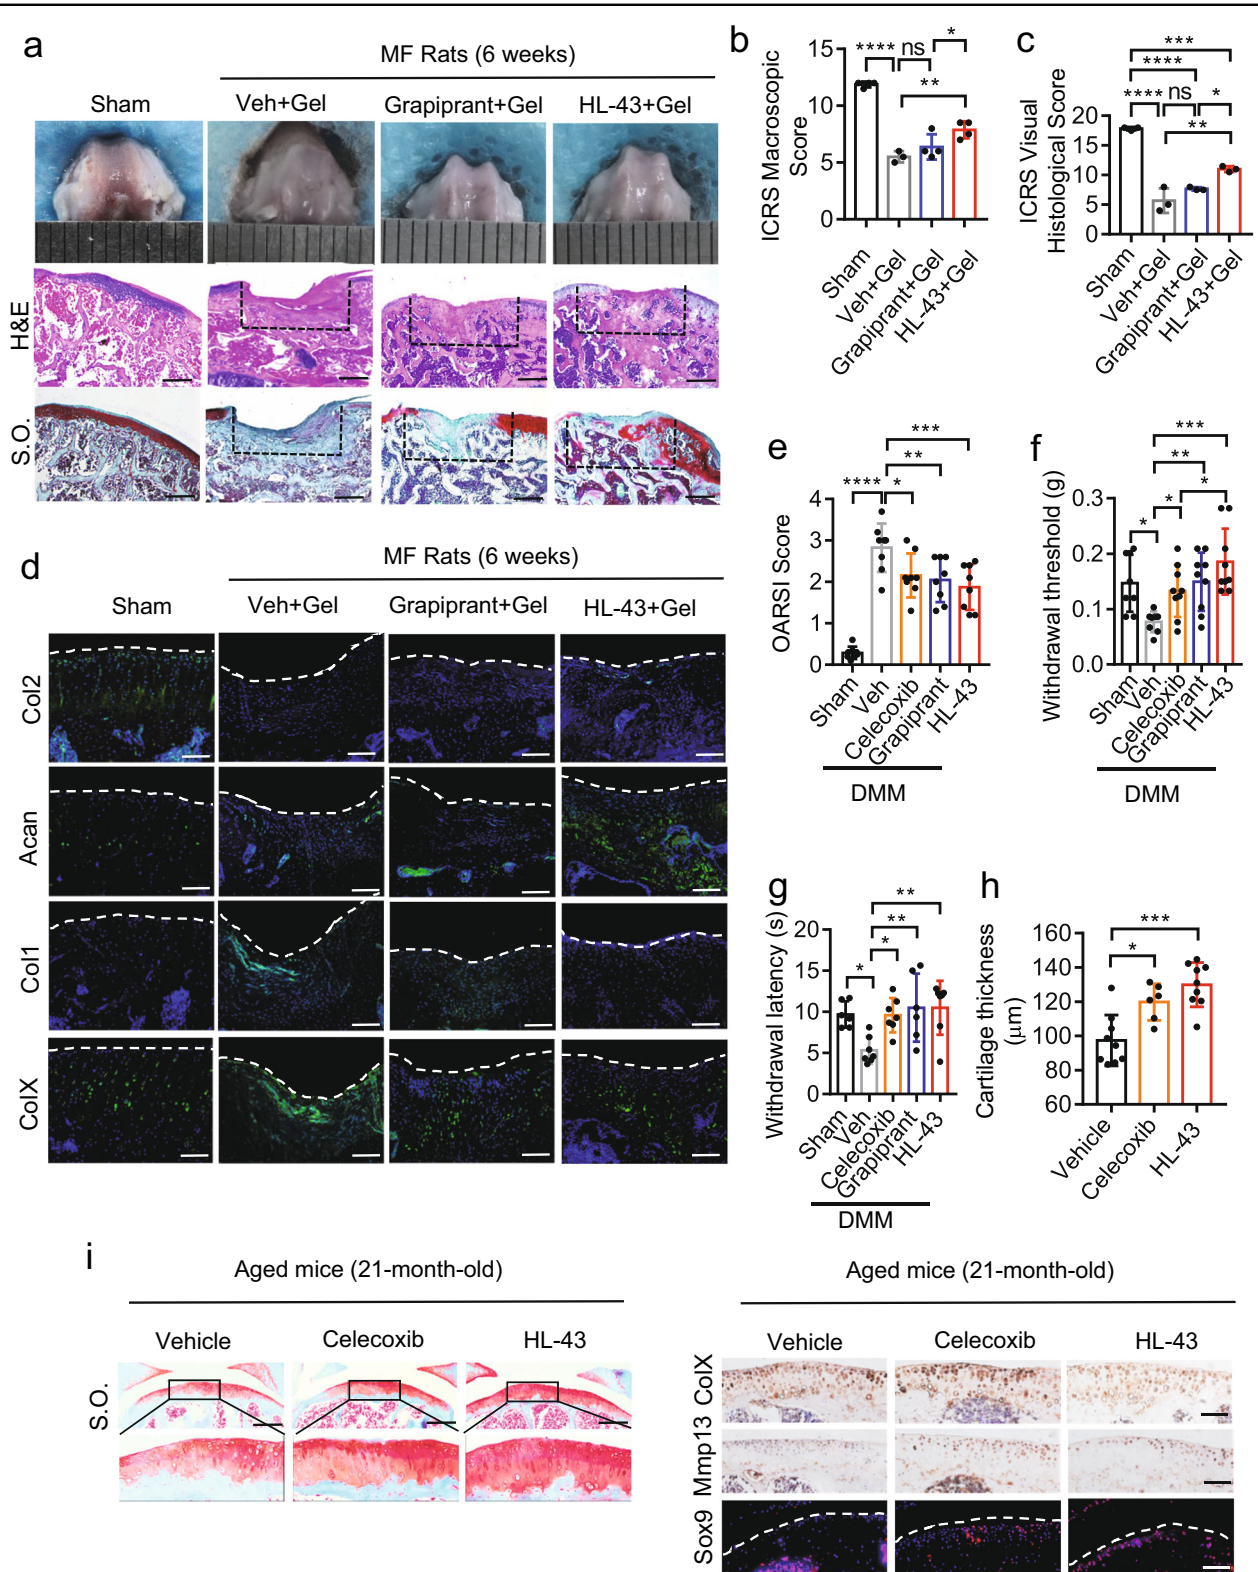 a
MF Rats (6 weeks)
Sham
Veh+Gel
Grapiprant+Gel
HL-43+Gel
H&E
S.O.
b
ICRS Macroscopic
Score
15
10
5
0
****
ns
*
**
Sham
Veh+Gel
Grapiprant+Gel
HL-43+Gel
c
ICRS Visual
Histological Score
20
15
10
5
0
***
****
****
ns
*
**
Sham
Veh+Gel
Grapiprant+Gel
HL-43+Gel
d
MF Rats (6 weeks)
Sham
Veh+Gel
Grapiprant+Gel
HL-43+Gel
Col2
Acan
Col1
ColX
e
OARSI Score
4
3
2
1
0
***
**
****
*
Sham
Veh
Celecoxib
Grapiprant
HL-43
DMM
f
Withdrawal threshold (g)
0.3
0.2
0.1
0.0
***
**
*
*
*
Sham
Veh
Celecoxib
Grapiprant
HL-43
DMM
g
Withdrawal latency (s)
20
15
10
5
0
**
**
*
*
Sham
Veh
Celecoxib
Grapiprant
HL-43
DMM
h
Cartilage thickness
(μm)
160
140
120
100
80
60
***
*
Vehicle
Celecoxib
HL-43
i
Aged mice (21-month-old)
Vehicle
Celecoxib
HL-43
S.O.
Aged mice (21-month-old)
Vehicle
Celecoxib
HL-43
ColX
Mmp13
Sox9